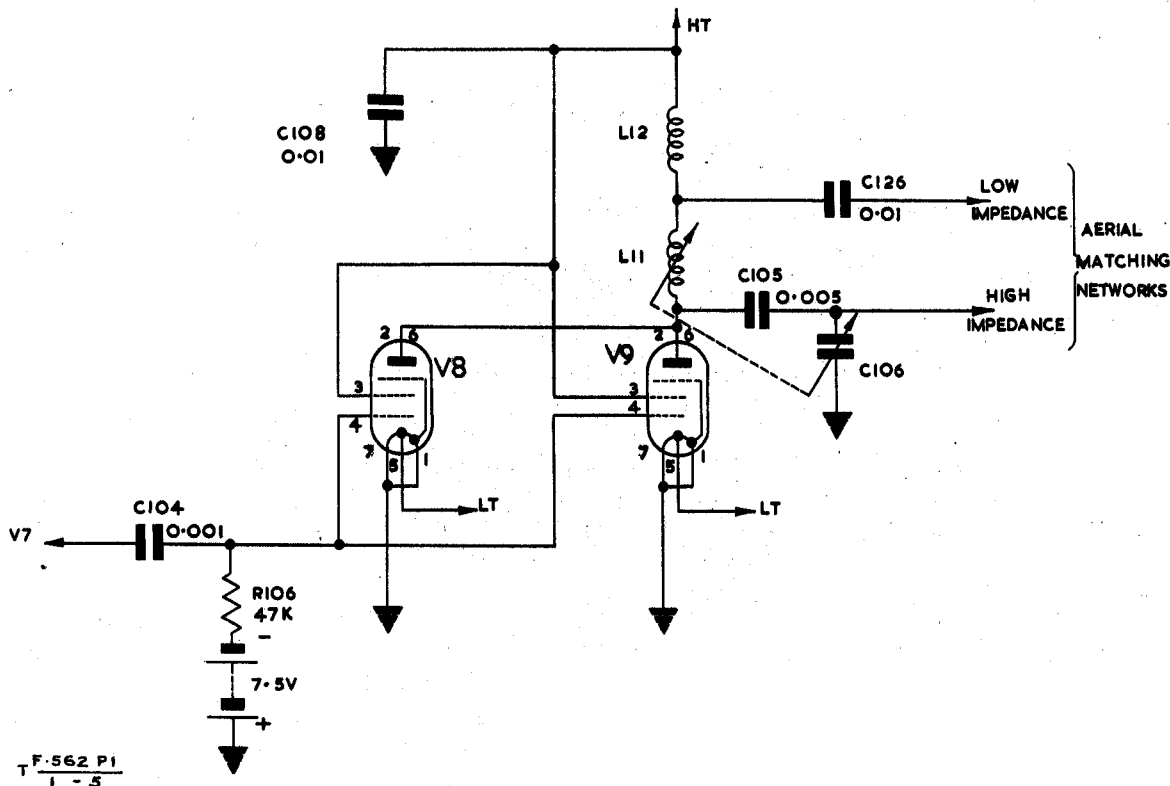 HT
C108
0·01
L12
C126
0·01
LOW
IMPEDANCE
AERIAL
MATCHING
NETWORKS
L11
C105
0·005
HIGH
IMPEDANCE
C106
2 6
V8
3
4
7
5
1
LT
2 6
V9
3
4
7
5
1
LT
V7
C104
0·001
R106
47K
-
7·5V
+
T F·562 P1
1 - 5